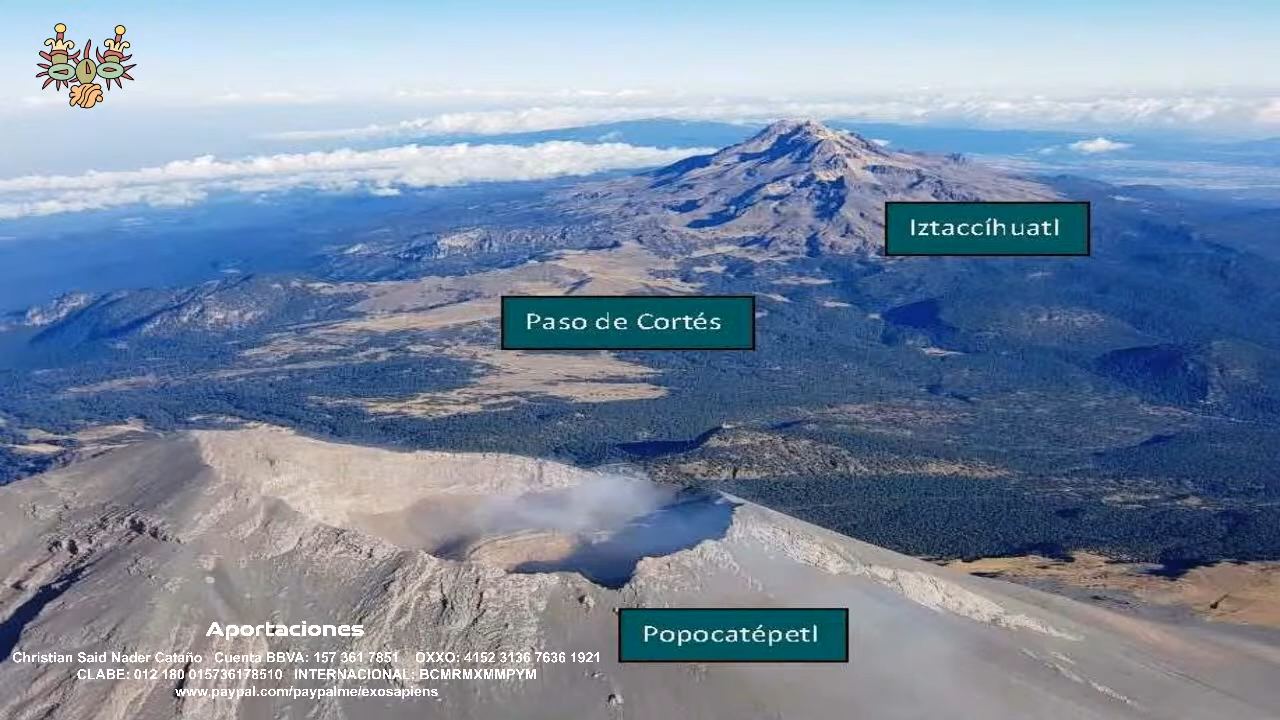 Iztaccíhuatl
Paso de Cortés
Popocatépetl
Aportaciones
Christian Said Nader Cataño Cuenta BBVA: 157 361 7851 OXXO: 4152 3136 7636 1921
CLABE: 012 180 015736178510 INTERNACIONAL: BCMRMXMMPYM
www.paypal.com/paypalme/exosapiens